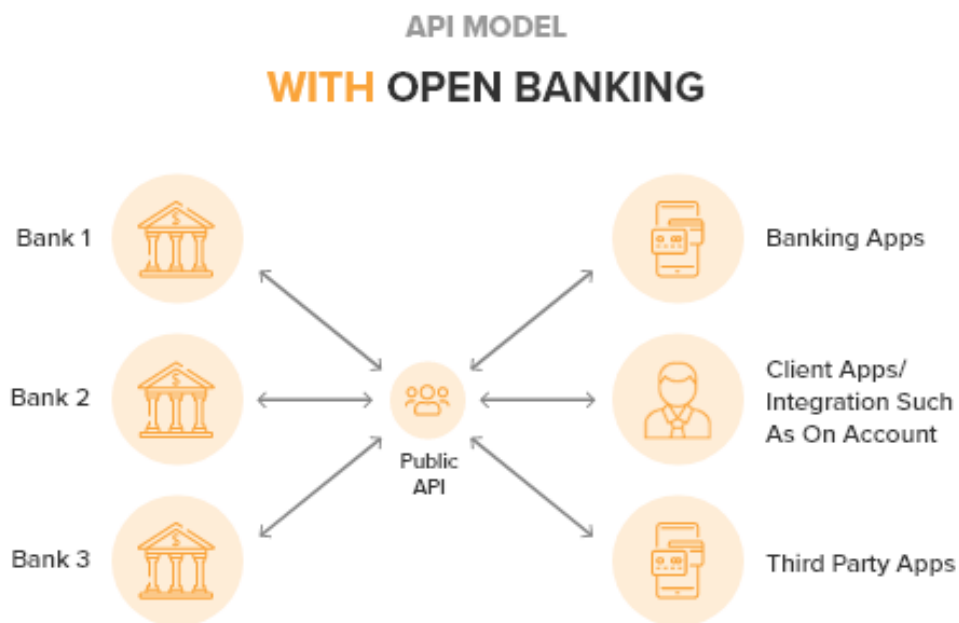 API MODEL
WITH OPEN BANKING
Bank 1
Banking Apps
Bank 2
Client Apps/
Integration Such
As On Account
Public
API
Bank 3
Third Party Apps